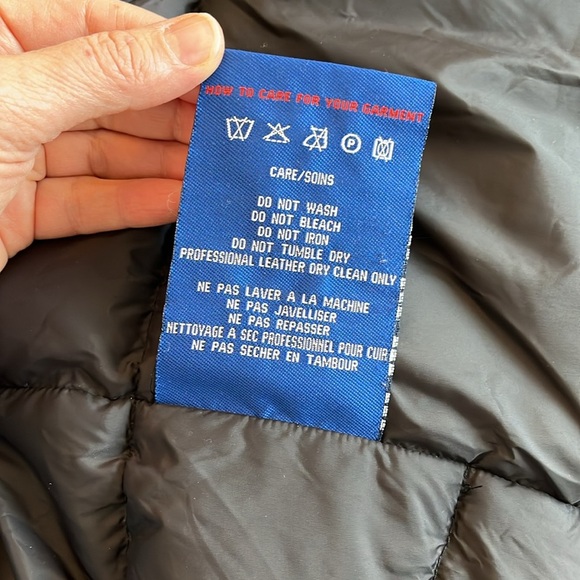 HOW TO CARE FOR YOUR GARMENT
P
CARE/SOINS
DO NOT WASH
DO NOT BLEACH
DO NOT IRON
DO NOT TUMBLE DRY
PROFESSIONAL LEATHER DRY CLEAN ONLY
NE PAS LAVER A LA MACHINE
NE PAS JAVELLISER
NE PAS REPASSER
NETTOYAGE A SEC PROFESSIONNEL POUR CUIR
NE PAS SECHER EN TAMBOUR